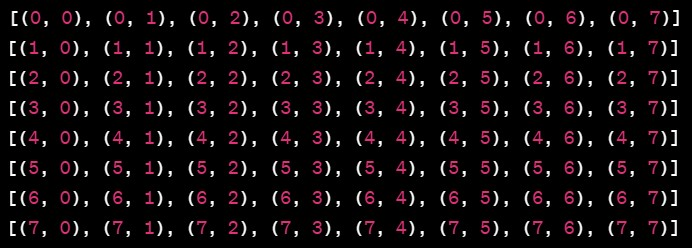 [(0, 0), (0, 1), (0, 2), (0, 3), (0, 4), (0, 5), (0, 6), (0, 7)]
[(1, 0), (1, 1), (1, 2), (1, 3), (1, 4), (1, 5), (1, 6), (1, 7)]
[(2, 0), (2, 1), (2, 2), (2, 3), (2, 4), (2, 5), (2, 6), (2, 7)]
[(3, 0), (3, 1), (3, 2), (3, 3), (3, 4), (3, 5), (3, 6), (3, 7)]
[(4, 0), (4, 1), (4, 2), (4, 3), (4, 4), (4, 5), (4, 6), (4, 7)]
[(5, 0), (5, 1), (5, 2), (5, 3), (5, 4), (5, 5), (5, 6), (5, 7)]
[(6, 0), (6, 1), (6, 2), (6, 3), (6, 4), (6, 5), (6, 6), (6, 7)]
[(7, 0), (7, 1), (7, 2), (7, 3), (7, 4), (7, 5), (7, 6), (7, 7)]